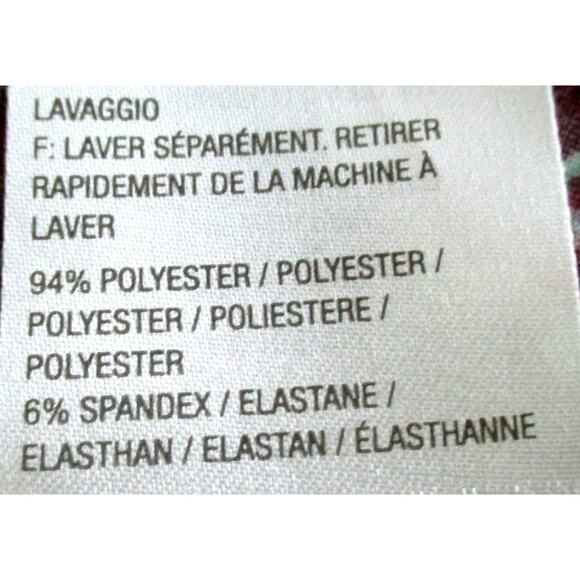 LAVAGGIO
F: LAVER SÉPARÉMENT. RETIRER
RAPIDEMENT DE LA MACHINE À
LAVER
94% POLYESTER / POLYESTER /
POLYESTER / POLIESTERE /
POLYESTER
6% SPANDEX / ELASTANE /
ELASTHAN / ELASTAN / ÉLASTHANNE